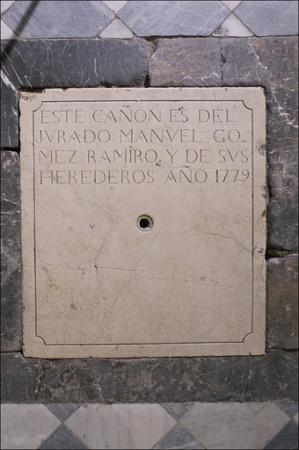 ESTE CAÑON ES DEL
JVRADO MANVEL GO-
MEZ RAMIRO, Y DE SVS
HEREDEROS AÑO 1779